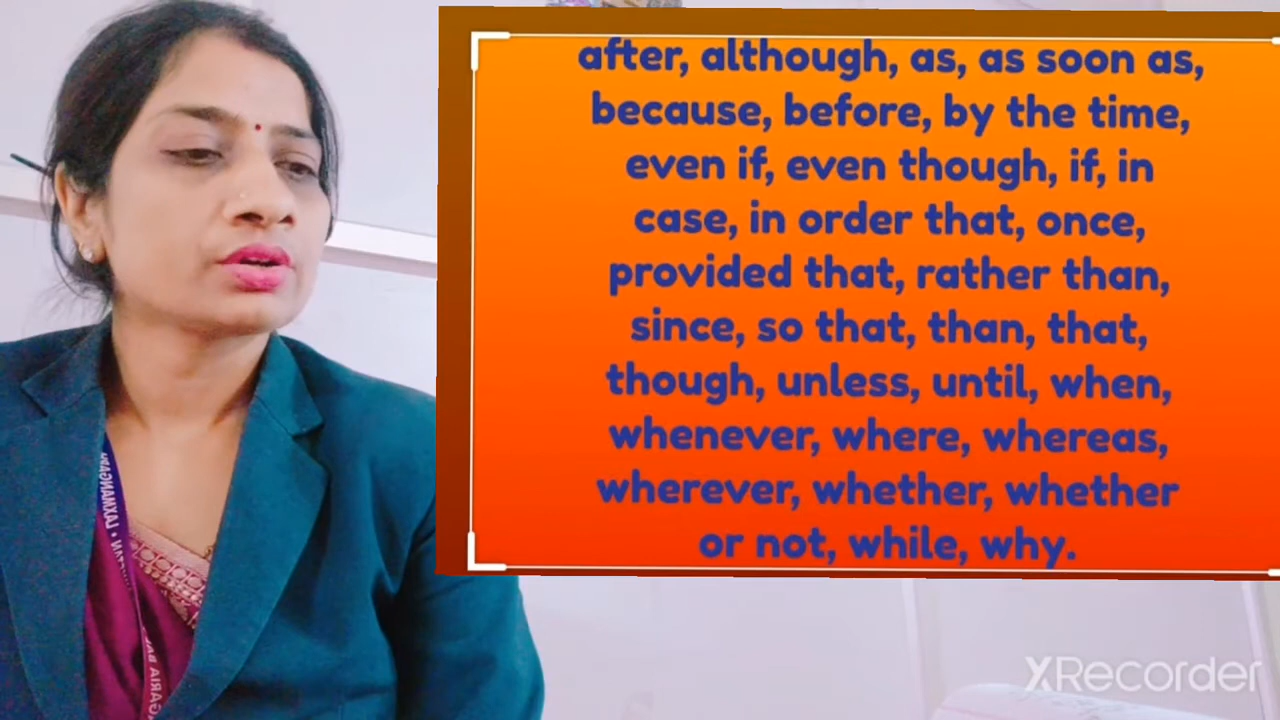 after, although, as, as soon as,
because, before, by the time,
even if, even though, if, in
case, in order that, once,
provided that, rather than,
since, so that, than, that,
though, unless, until, when,
whenever, where, whereas,
wherever, whether, whether
or not, while, why.
XRecorder